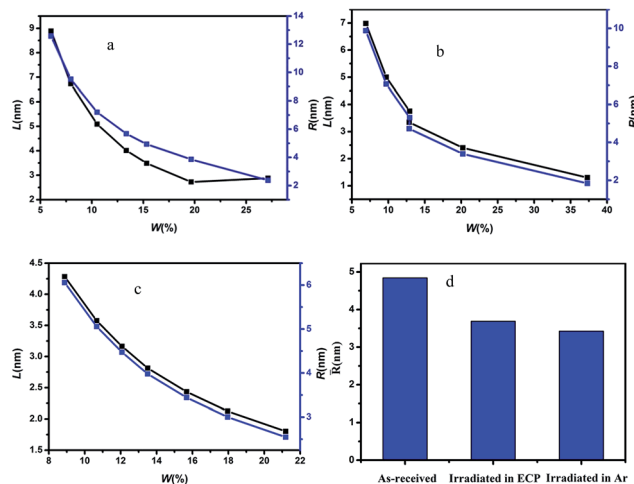 a
L(nm)
9
8
7
6
5
4
3
2
14
12
10
8
6
4
2
R(nm)
5 10 15 20 25
W(%)
b
L(nm)
7
6
5
4
3
2
1
10
8
6
4
2
R(nm)
5 10 15 20 25 30 35 40
W(%)
c
L(nm)
4.5
4.0
3.5
3.0
2.5
2.0
1.5
6
5
4
3
R(nm)
8 10 12 14 16 18 20 22
W(%)
d
R̄(nm)
5
4
3
2
1
0
As-received Irradiated in ECP Irradiated in Ar